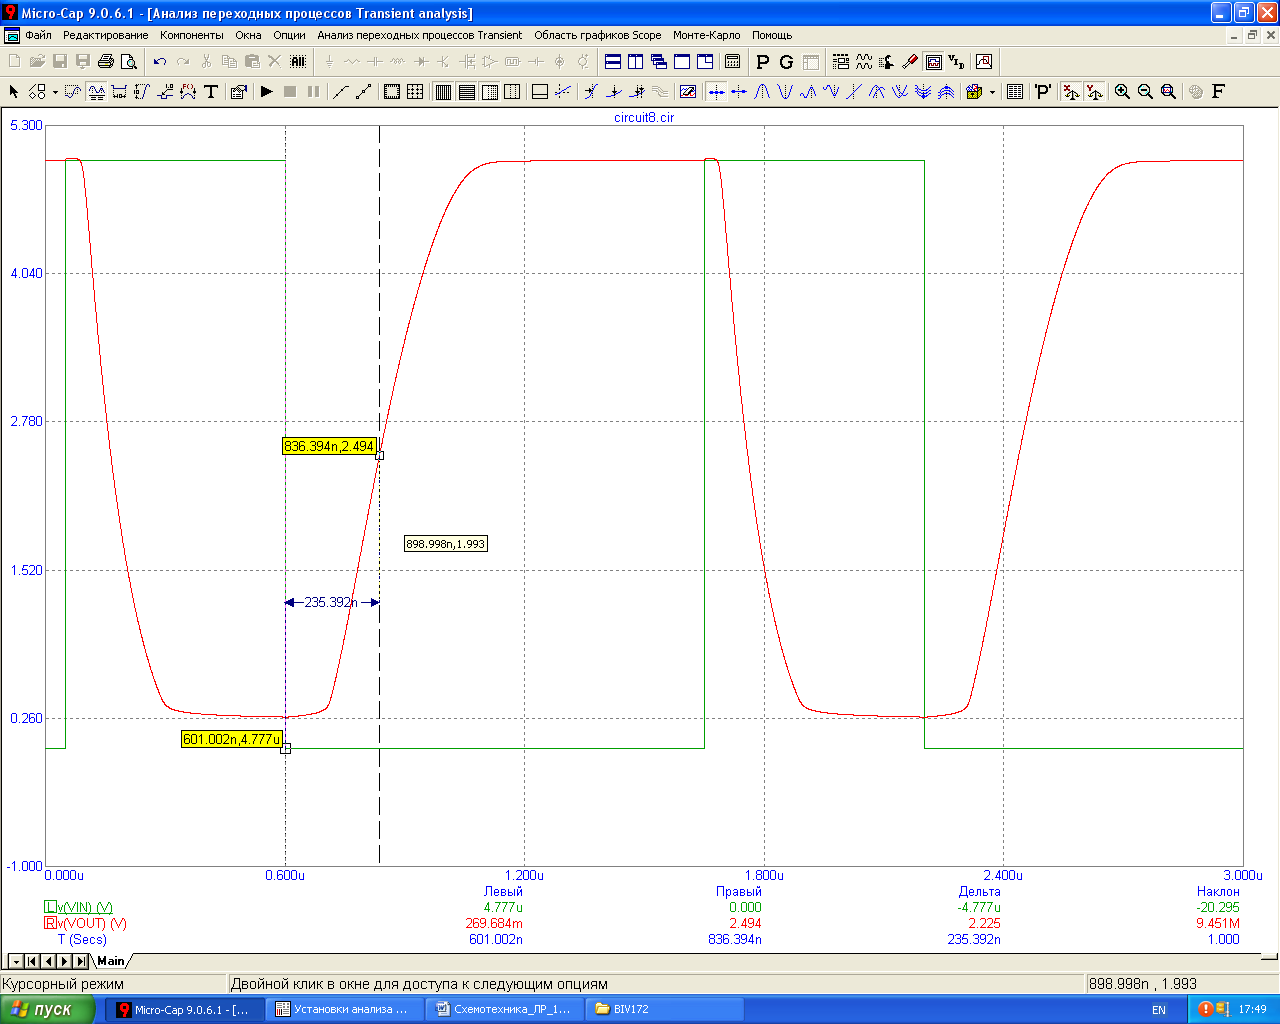 Micro-Cap 9.0.6.1 - [Анализ переходных процессов Transient analysis]
Файл Редактирование Компоненты Окна Опции Анализ переходных процессов Transient Область графиков Scope Монте-Карло Помощь
circuit8.cir
5.300
4.040
2.780
836.394n,2.494
898.998n,1.993
1.520
235.392n
0.260
601.002n,4.777u
-1.000
0.000u 0.600u 1.200u 1.800u 2.400u 3.000u
Левый Правый Дельта Наклон
L v(VIN) (V) 4.777u 0.000 -4.777u -20.295
R v(VOUT) (V) 269.684m 2.494 2.225 9.451M
T (Secs) 601.002n 836.394n 235.392n 1.000
Main
Курсорный режим Двойной клик в окне для доступа к следующим опциям 898.998n , 1.993
пуск Micro-Cap 9.0.6.1 - [... Установки анализа ... Схемотехника_ЛР_1... BIV172 EN 17:49